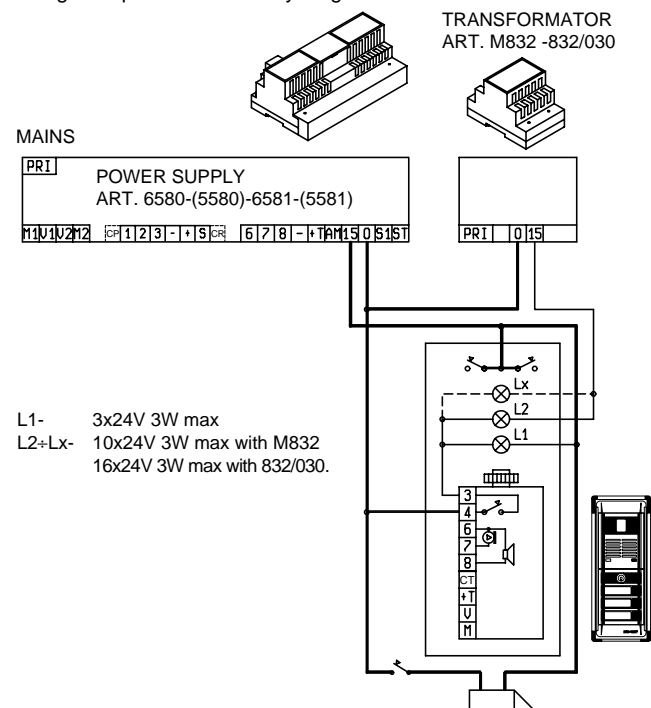 TRANSFORMATOR
ART. M832 -832/030
MAINS
PRI
POWER SUPPLY
ART. 6580-(5580)-6581-(5581)
M1 V1 V2 M2 CP 1 2 3 - + S CR 6 7 8 - +T AM 15 0 S1 ST
PRI 0 15
Lx
L2
L1
L1- 3x24V 3W max
L2÷Lx- 10x24V 3W max with M832
16x24V 3W max with 832/030.
3
4
6
7
8
CT
+T
V
M